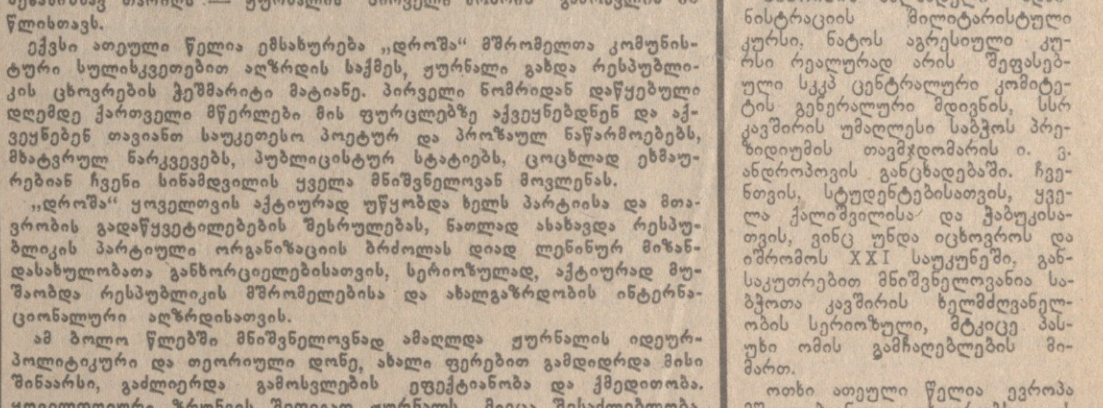 წლისთავს.
ექვსი ათეული წელია ემსახურება „დროშა“ მშრომელთა კომუნის-
ტური სულისკვეთებით აღზრდის საქმეს, ჟურნალი გახდა რესპუბლი-
კის ცხოვრების ჭეშმარიტი მატიანე. პირველი ნომრიდან დაწყებული
დღემდე ქართველი მწერლები მის ფურცლებზე აქვეყნებდნენ და აქ-
ვეყნებენ თავიანთ საუკეთესო პოეტურ და პროზაულ ნაწარმოებებს,
მხატვრულ ნარკვევებს, პუბლიცისტურ სტატიებს, ცოცხლად ეხმაუ-
რებიან ჩვენი სინამდვილის ყველა მნიშვნელოვან მოვლენას.
„დროშა“ ყოველთვის აქტიურად უწყობდა ხელს პარტიისა და მთა-
ვრობის გადაწყვეტილებების შესრულებას, ნათლად ასახავდა რესპუ-
ბლიკის პარტიული ორგანიზაციის ბრძოლას დიად ლენინურ მიზან-
დასახულობათა განხორციელებისათვის, სერიოზულად, აქტიურად მუ-
შაობდა რესპუბლიკის მშრომელებისა და ახალგაზრდობის ინტერნა-
ციონალური აღზრდისათვის.
ამ ბოლო წლებში მნიშვნელოვნად ამაღლდა ჟურნალის იდეურ-
პოლიტიკური და თეორიული დონე, ახალი ფერებით გამდიდრდა მისი
შინაარსი, გაძლიერდა გამოსვლების ეფექტიანობა და ქმედითობა.
ნისტრაციის მილიტარისტული
კურსი, ნატოს აგრესიული კუ-
რსი რეალურად არის შეფასებ-
ული სკკპ ცენტრალური კომიტე-
ტის გენერალური მდივნის, სსრ
კავშირის უმაღლესი საბჭოს პრე-
ზიდიუმის თავმჯდომარის ი. ვ.
ანდროპოვის განცხადებაში. ჩვე-
ნთვის, სტუდენტებისათვის, ყვე-
ლა ქალიშვილისა და ჭაბუკისა-
თვის, ვინც უნდა იცხოვროს და
იშრომოს XXI საუკუნეში, გან-
საკუთრებით მნიშვნელოვანია სა-
ბჭოთა კავშირის ხელმძღვანელ-
ობის სერიოზული, მტკიცე პას-
უხი ომის გამჩაღებლების მი-
მართ.
ოთხი ათეული წელია ევროპა